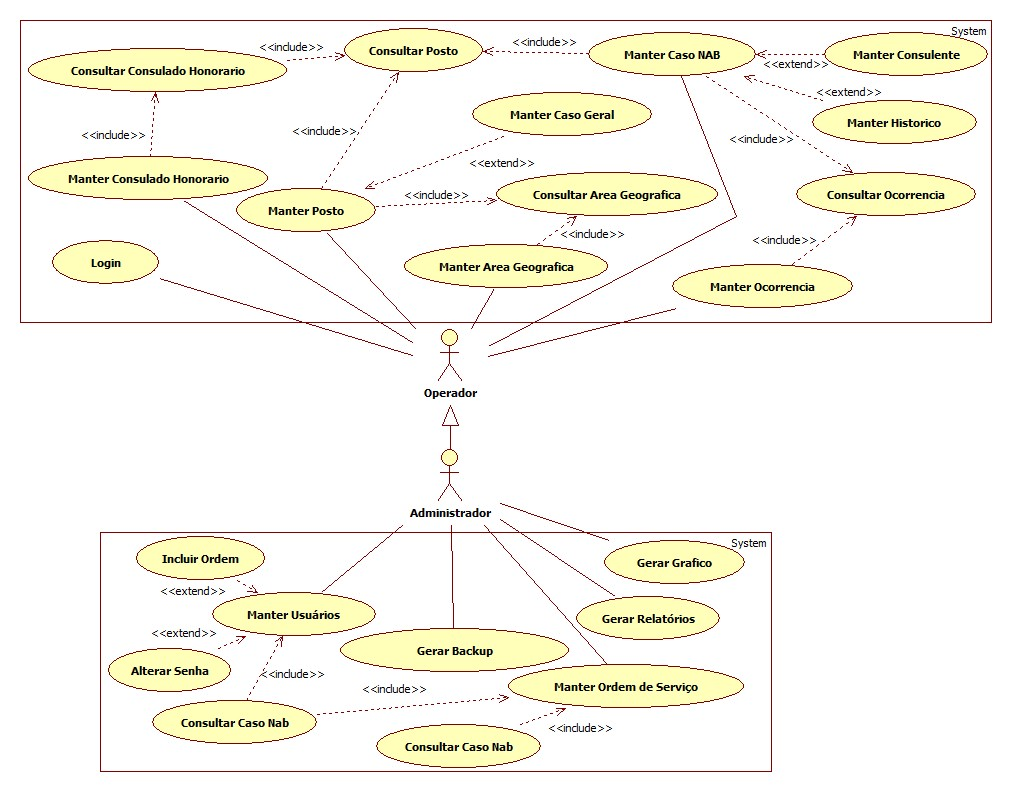 System
<<include>>
Consultar Posto
<<include>>
Manter Caso NAB
Manter Consulente
Consultar Consulado Honorario
<<extend>>
<<extend>>
Manter Caso Geral
Manter Historico
<<include>>
<<include>>
<<include>>
<<extend>>
Manter Consulado Honorario
<<include>>
Consultar Area Geografica
Consultar Ocorrencia
Manter Posto
<<include>>
<<include>>
Login
Manter Area Geografica
Manter Ocorrencia
Operador
Administrador
System
Incluir Ordem
Gerar Grafico
<<extend>>
Manter Usuários
Gerar Relatórios
<<extend>>
Gerar Backup
Alterar Senha
<<include>>
<<include>>
Manter Ordem de Serviço
Consultar Caso Nab
<<include>>
Consultar Caso Nab